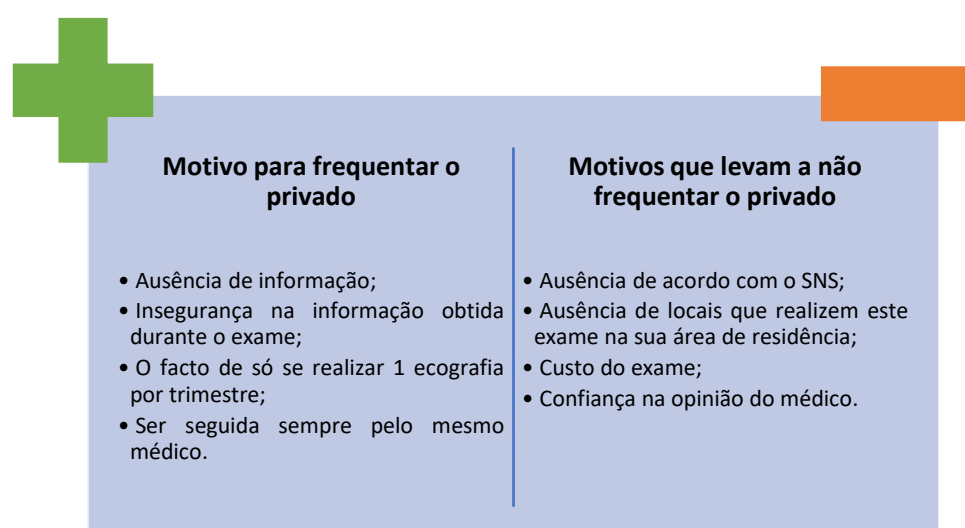 Motivo para frequentar o
privado
• Ausência de informação;
• Insegurança na informação obtida
durante o exame;
• O facto de só se realizar 1 ecografia
por trimestre;
• Ser seguida sempre pelo mesmo
médico.
Motivos que levam a não
frequentar o privado
• Ausência de acordo com o SNS;
• Ausência de locais que realizem este
exame na sua área de residência;
• Custo do exame;
• Confiança na opinião do médico.